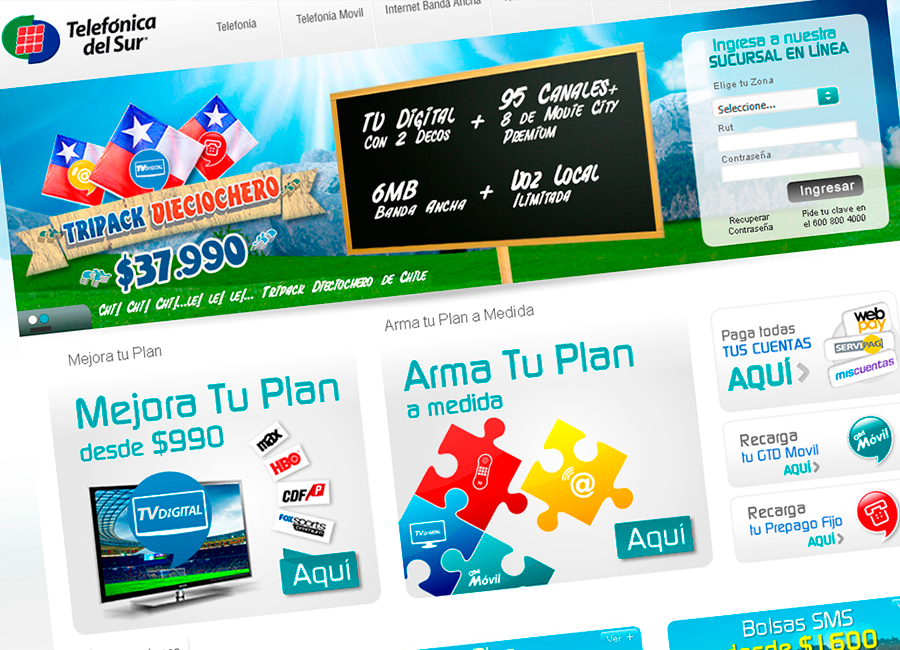 Telefónica
del Sur
Telefonía
Telefonía Movil
Internet Banda Ancha
TV DIGITAL
TRIPACK DIECIOCHERO
$37.990
CHI! CHI! CHI!...LE! LE! LE!... TRIPACK DIECIOCHERO DE CHILE
TV DIGITAL
CON 2 DECOS
+
95 CANALES+
8 DE MOVIE CITY
PREMIUM
6MB
BANDA ANCHA
+
VOZ LOCAL
ILIMITADA
Ingresa a nuestra
SUCURSAL EN LÍNEA
Elige tu Zona
Seleccione...
Rut
Contraseña
Ingresar
Recuperar
Contraseña
Pide tu clave en
el 600 800 4000
Mejora tu Plan
Mejora Tu Plan
desde $990
max
HBO
CDF P
FOX SPORTS
TV DIGITAL
Aquí
Arma tu Plan a Medida
Arma Tu Plan
a medida
@
TV DIGITAL
GTD Móvil
Aquí
Paga todas
TUS CUENTAS
AQUÍ
web
pay
SERVIPAG
miscuentas
Recarga
tu GTD Movil
AQUÍ
GTD Móvil
Recarga
tu Prepago Fijo
AQUÍ
Ver +
Bolsas SMS
desde $1.600